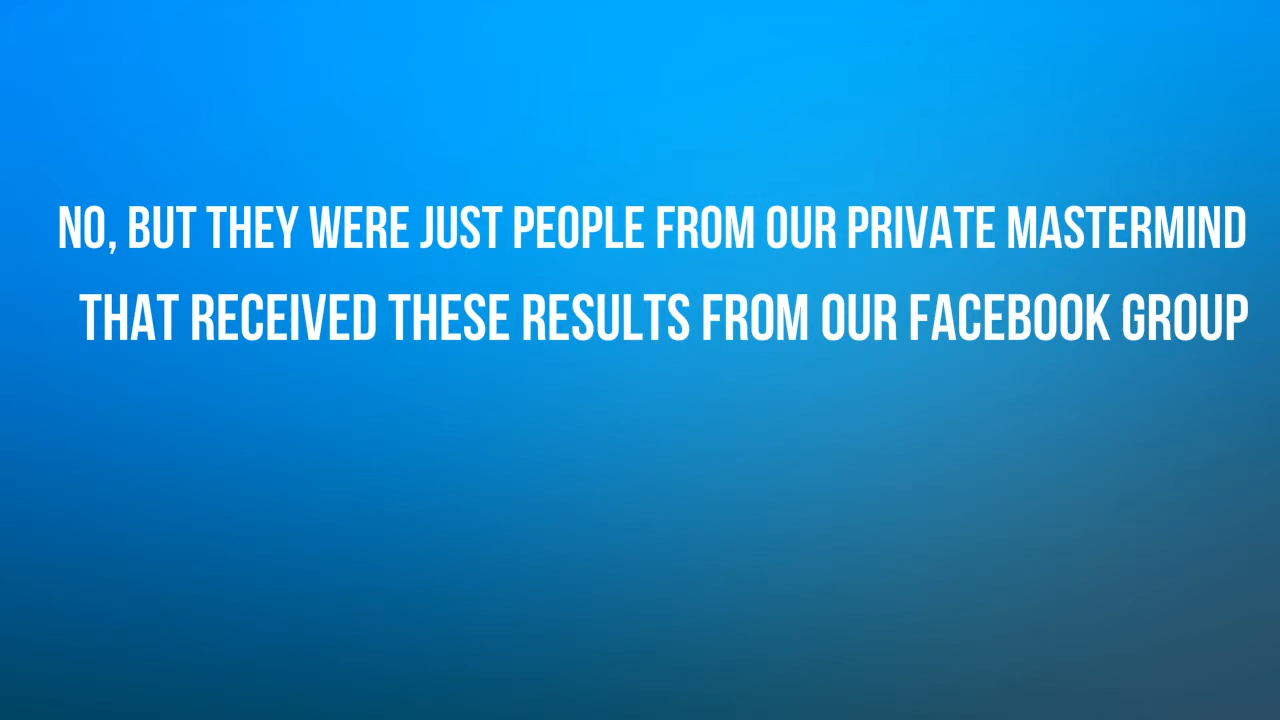 NO, BUT THEY WERE JUST PEOPLE FROM OUR PRIVATE MASTERMIND
THAT RECEIVED THESE RESULTS FROM OUR FACEBOOK GROUP